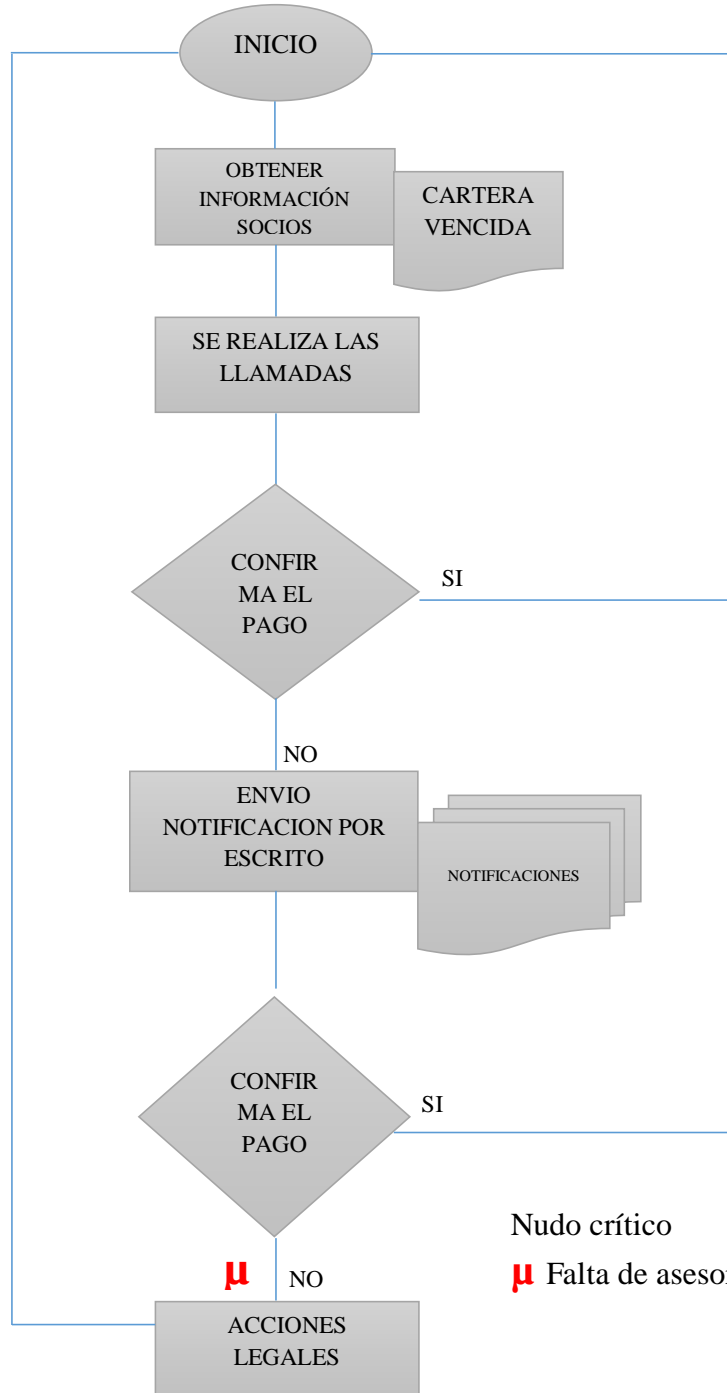 INICIO
OBTENER
INFORMACIÓN
SOCIOS
CARTERA
VENCIDA
SE REALIZA LAS
LLAMADAS
CONFIR
MA EL
PAGO
SI
NO
ENVIO
NOTIFICACION POR
ESCRITO
NOTIFICACIONES
CONFIR
MA EL
PAGO
SI
Nudo crítico
µ Falta de
µ NO
ACCIONES
LEGALES